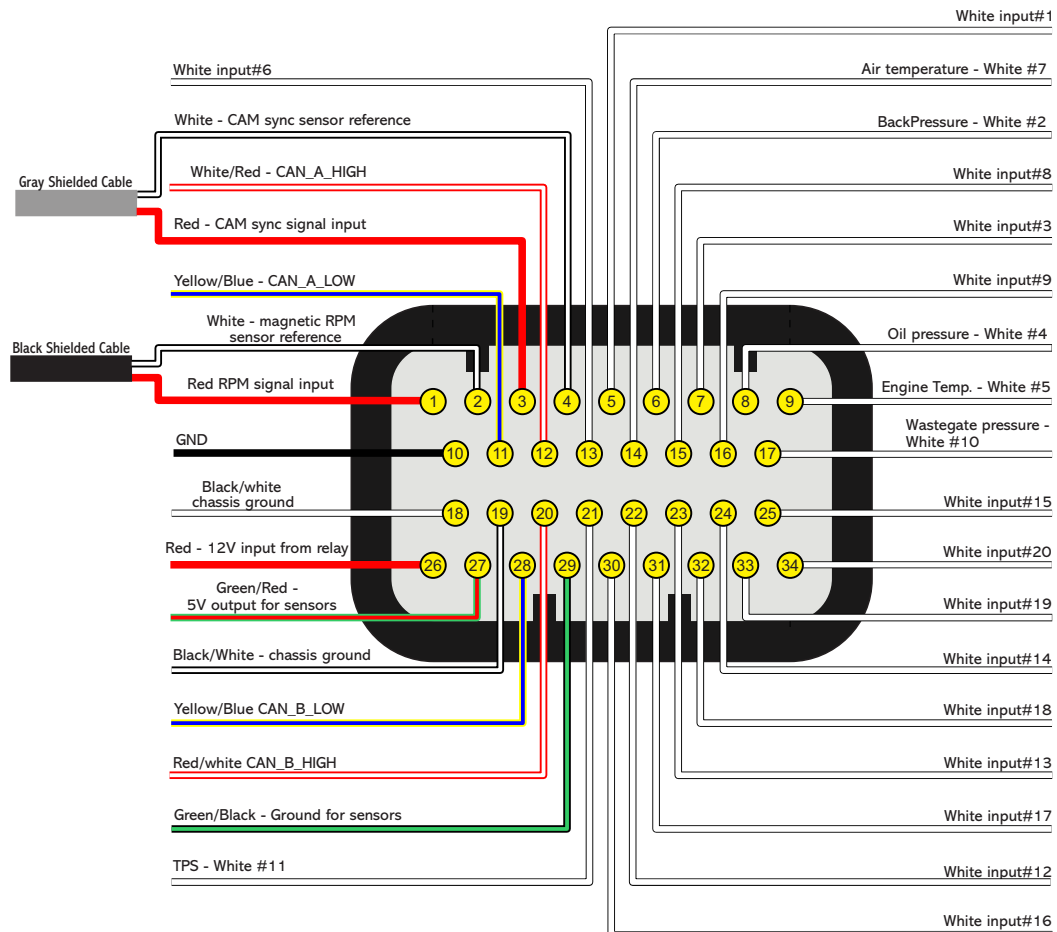 White input#1
White input#6
Air temperature - White #7
White - CAM sync sensor reference
BackPressure - White #2
White/Red - CAN_A_HIGH
White input#8
Gray Shielded Cable
Red - CAM sync signal input
White input#3
Yellow/Blue - CAN_A_LOW
White input#9
White - magnetic RPM
sensor reference
Oil pressure - White #4
Black Shielded Cable
Red RPM signal input
Engine Temp. - White #5
1 2 3 4 5 6 7 8 9
Wastegate pressure -
White #10
GND
10 11 12 13 14 15 16 17
Black/white
chassis ground
White input#15
18 19 20 21 22 23 24 25
Red - 12V input from relay
White input#20
26 27 28 29 30 31 32 33 34
Green/Red -
5V output for sensors
White input#19
Black/White - chassis ground
White input#14
Yellow/Blue CAN_B_LOW
White input#18
Red/white CAN_B_HIGH
White input#13
Green/Black - Ground for sensors
White input#17
TPS - White #11
White input#12
White input#16